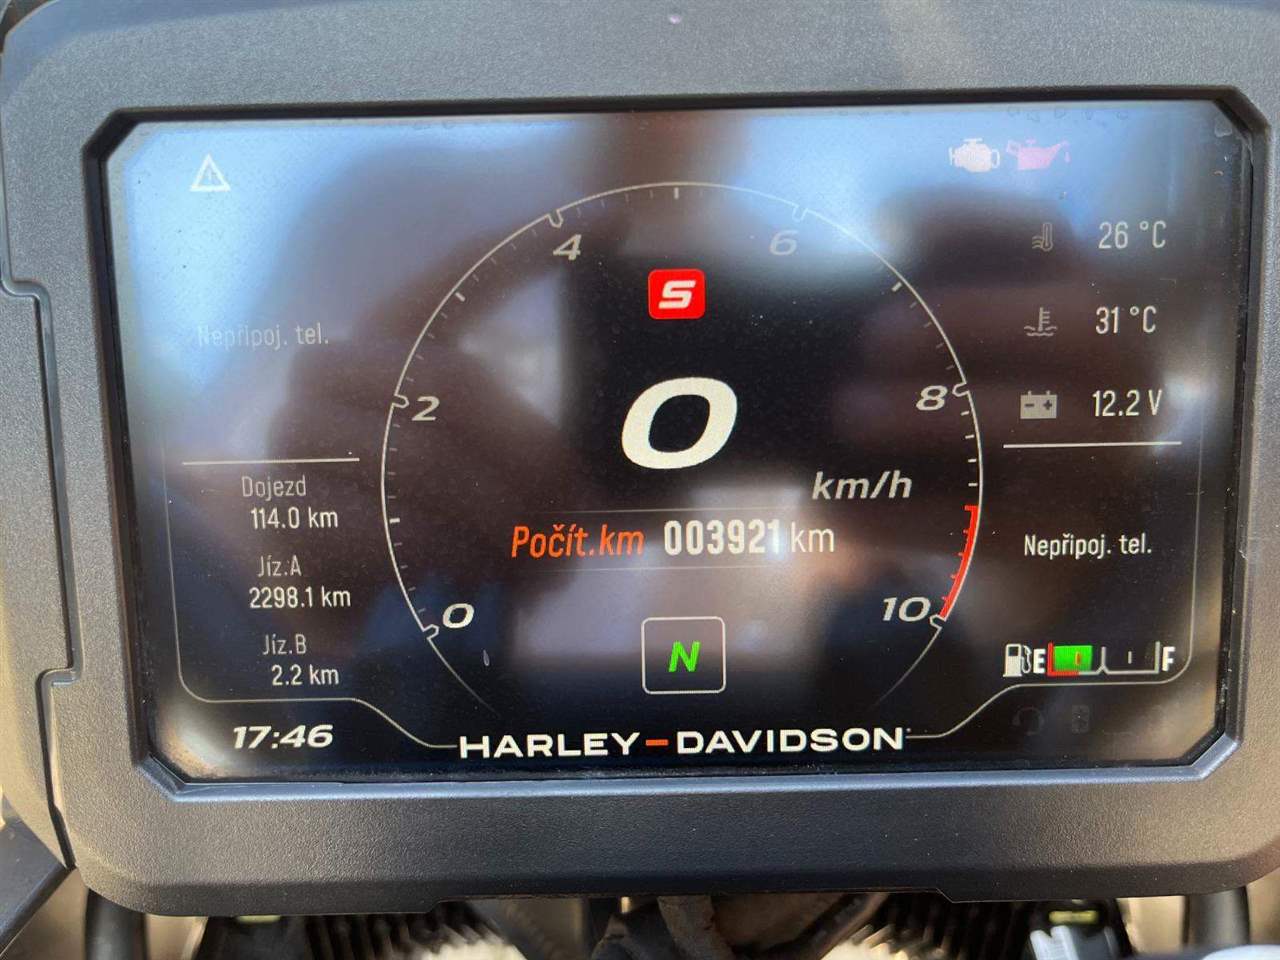 Nepřipoj. tel.
Dojezd
114.0 km
Jíz.A
2298.1 km
Jíz.B
2.2 km
17:46
0
2
4
6
8
10
S
0
km/h
Počít.km 003921 km
N
HARLEY-DAVIDSON
26 °C
31 °C
12.2 V
Nepřipoj. tel.
E F